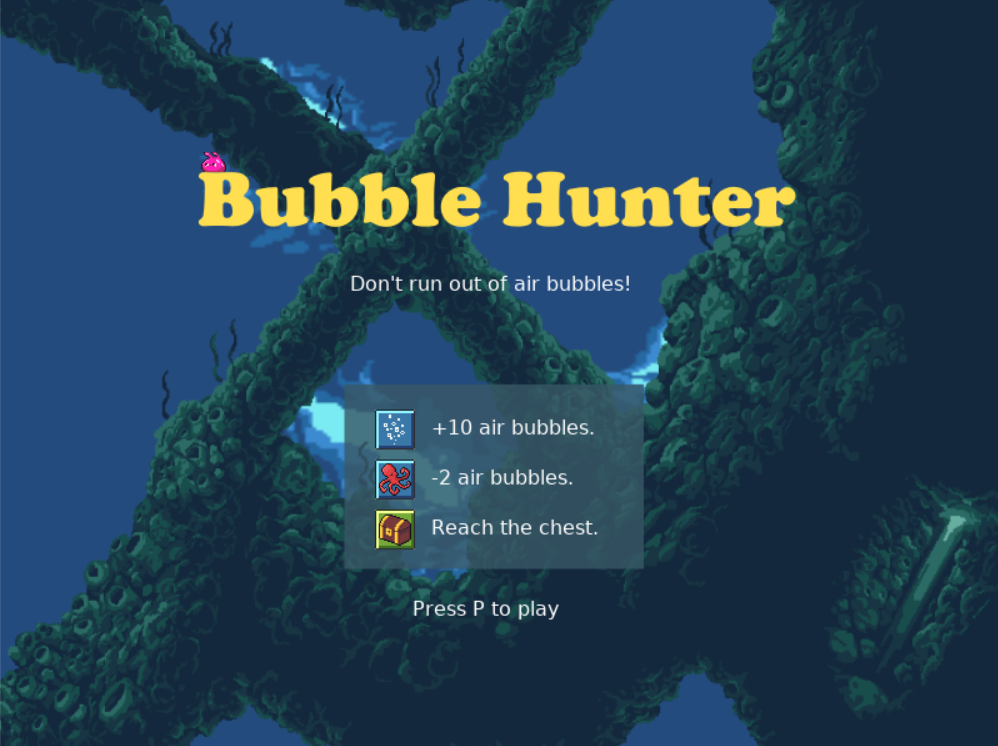 Bubble Hunter
Don't run out of air bubbles!
+10 air bubbles.
-2 air bubbles.
Reach the chest.
Press P to play